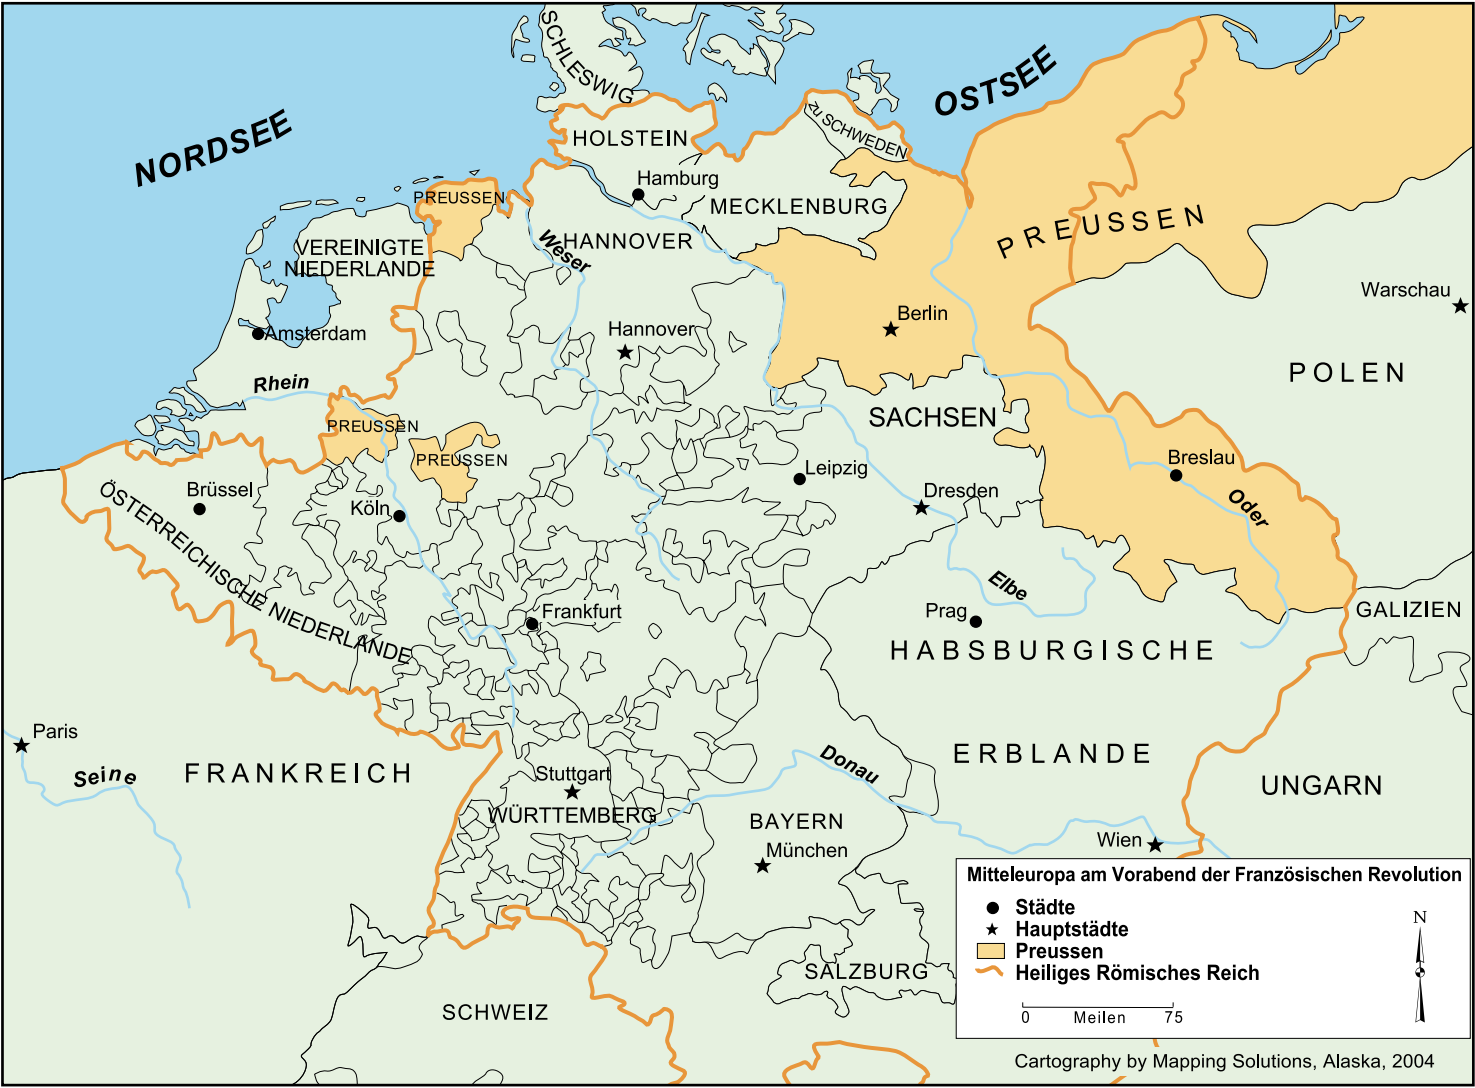 SCHLESWIG
OSTSEE
NORDSEE
zu SCHWEDEN
HOLSTEIN
Hamburg
MECKLENBURG
PREUSSEN
PREUSSEN
VEREINIGTE
NIEDERLANDE
Weser
HANNOVER
Warschau
Berlin
Hannover
Amsterdam
POLEN
Rhein
SACHSEN
PREUSSEN
PREUSSEN
Breslau
Leipzig
Brüssel
Köln
Dresden
Oder
ÖSTERREICHISCHE NIEDERLANDE
Elbe
Prag
Frankfurt
GALIZIEN
HABSBURGISCHE
Paris
ERBLANDE
Donau
Seine
FRANKREICH
Stuttgart
UNGARN
WÜRTTEMBERG
BAYERN
Wien
München
SALZBURG
SCHWEIZ
Mitteleuropa am Vorabend der Französischen Revolution
Städte
Hauptstädte
Preussen
Heiliges Römisches Reich
N
0 Meilen 75
Cartography by Mapping Solutions, Alaska, 2004